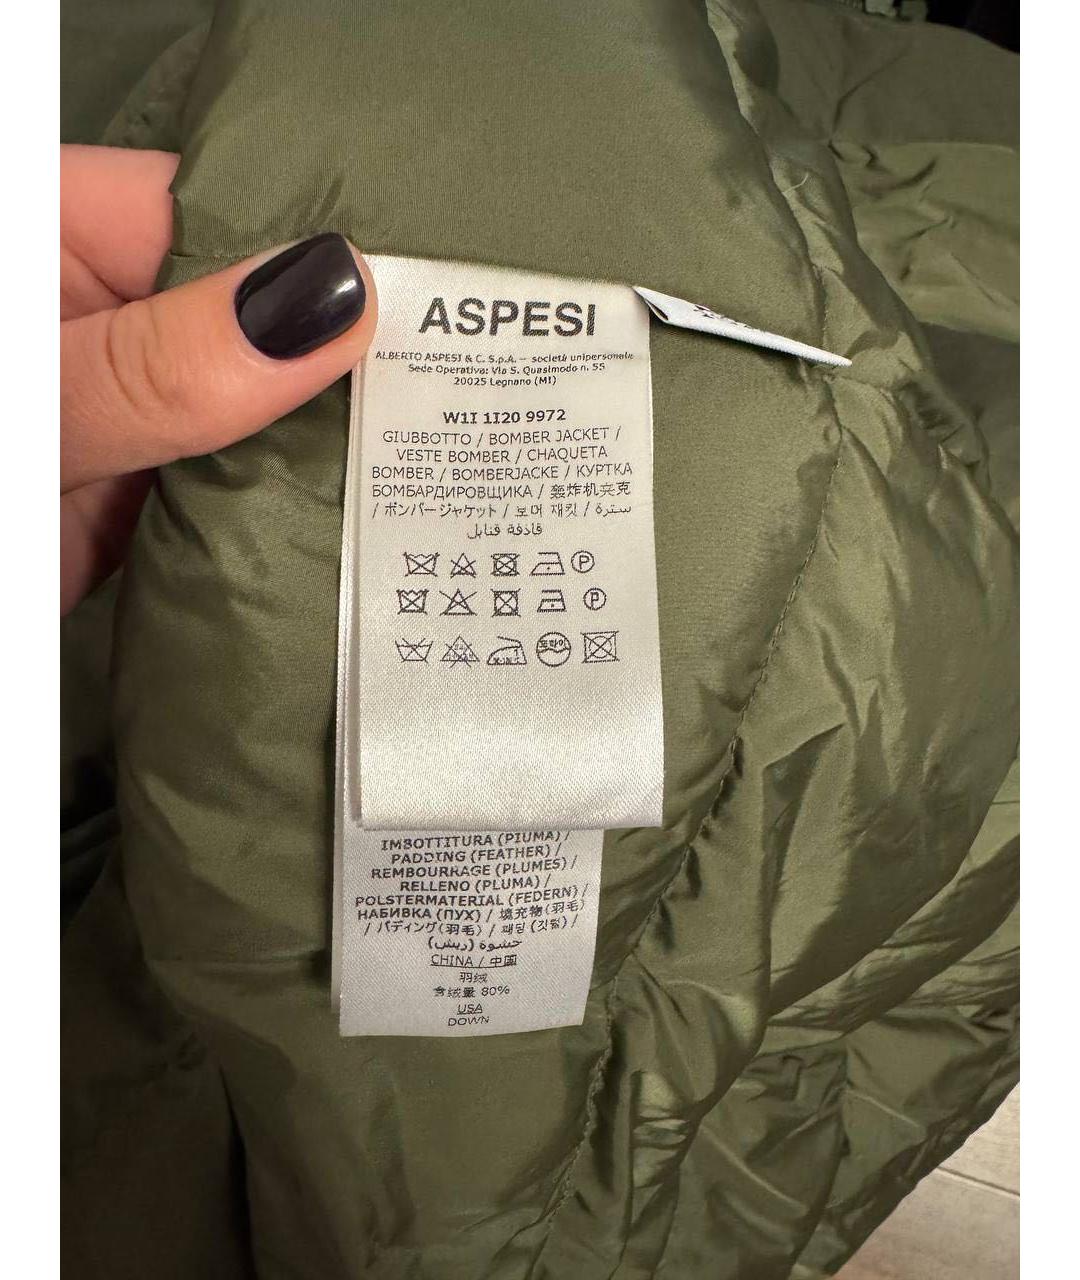 ASPESI
ALBERTO ASPESI & C. S.p.A. – società unipersonale
Sede Operativa: Via S. Quasimodo n. 55
20025 Legnano (MI)
W1I 1I20 9972
GIUBBOTTO / BOMBER JACKET /
VESTE BOMBER / CHAQUETA
BOMBER / BOMBERJACKE / КУРТКА
БОМБАРДИРОВЩИКА / 轰炸机夹克
/ ボンバージャケット / 보머 재킷 / سترة
قاذفة قنابل
P
P
드라이
IMBOTTITURA (PIUMA) /
PADDING (FEATHER) /
REMBOURRAGE (PLUMES) /
RELLENO (PLUMA) /
POLSTERMATERIAL (FEDERN) /
НАБИВКА (ПУХ) / 填充物(羽毛)
/ パディング(羽毛) / 패딩 (깃털) /
حشوة (ريش)
CHINA / 中国
羽绒
含绒量 80%
USA
DOWN